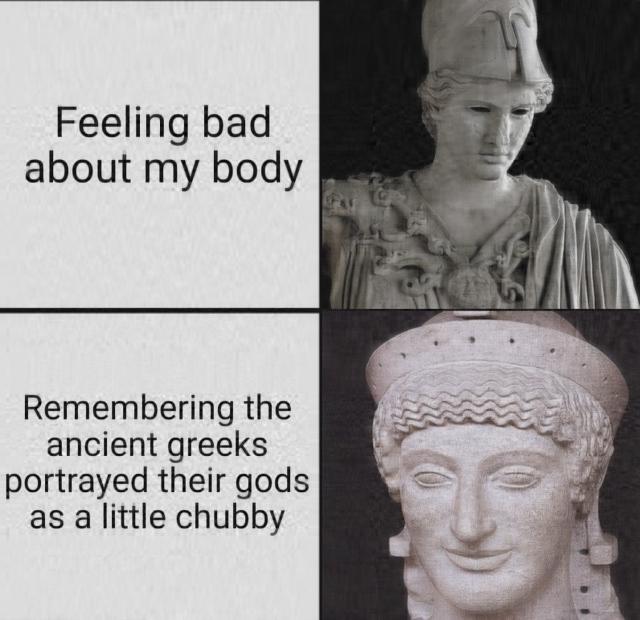 Feeling bad
about my body
Remembering the
ancient greeks
portrayed their gods
as a little chubby